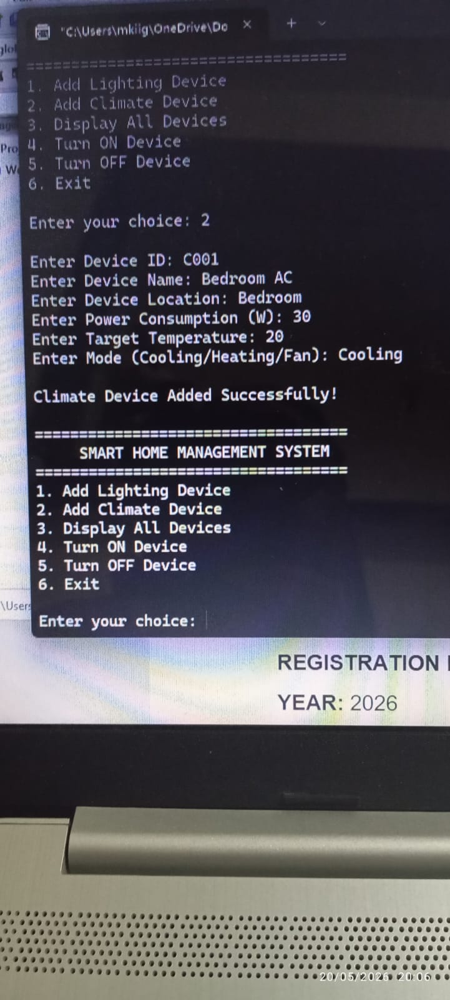 "C:\Users\mkiig\OneDrive\Do
===================================
1. Add Lighting Device
2. Add Climate Device
3. Display All Devices
4. Turn ON Device
5. Turn OFF Device
6. Exit
Enter your choice: 2
Enter Device ID: C001
Enter Device Name: Bedroom AC
Enter Device Location: Bedroom
Enter Power Consumption (W): 30
Enter Target Temperature: 20
Enter Mode (Cooling/Heating/Fan): Cooling
Climate Device Added Successfully!
===================================
SMART HOME MANAGEMENT SYSTEM
===================================
1. Add Lighting Device
2. Add Climate Device
3. Display All Devices
4. Turn ON Device
5. Turn OFF Device
6. Exit
\Users
Enter your choice:
REGISTRATION
YEAR: 2026
20/05/2026 20:06